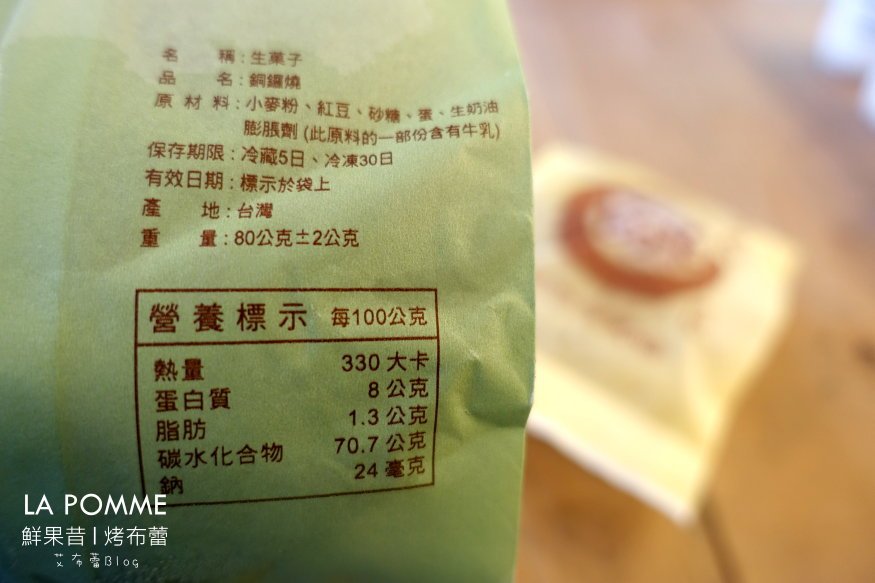 名 稱：生菓子
品 名：銅鑼燒
原 材 料：小麥粉、紅豆、砂糖、蛋、生奶油
膨脹劑 (此原料的一部份含有牛乳)
保存期限：冷藏5日、冷凍30日
有效日期：標示於袋上
產 地：台灣
重 量：80公克±2公克
營養標示 每100公克
熱量 330 大卡
蛋白質 8 公克
脂肪 1.3 公克
碳水化合物 70.7 公克
鈉 24 毫克
LA POMME
鮮果昔 | 烤布蕾
艾布蕾Blog